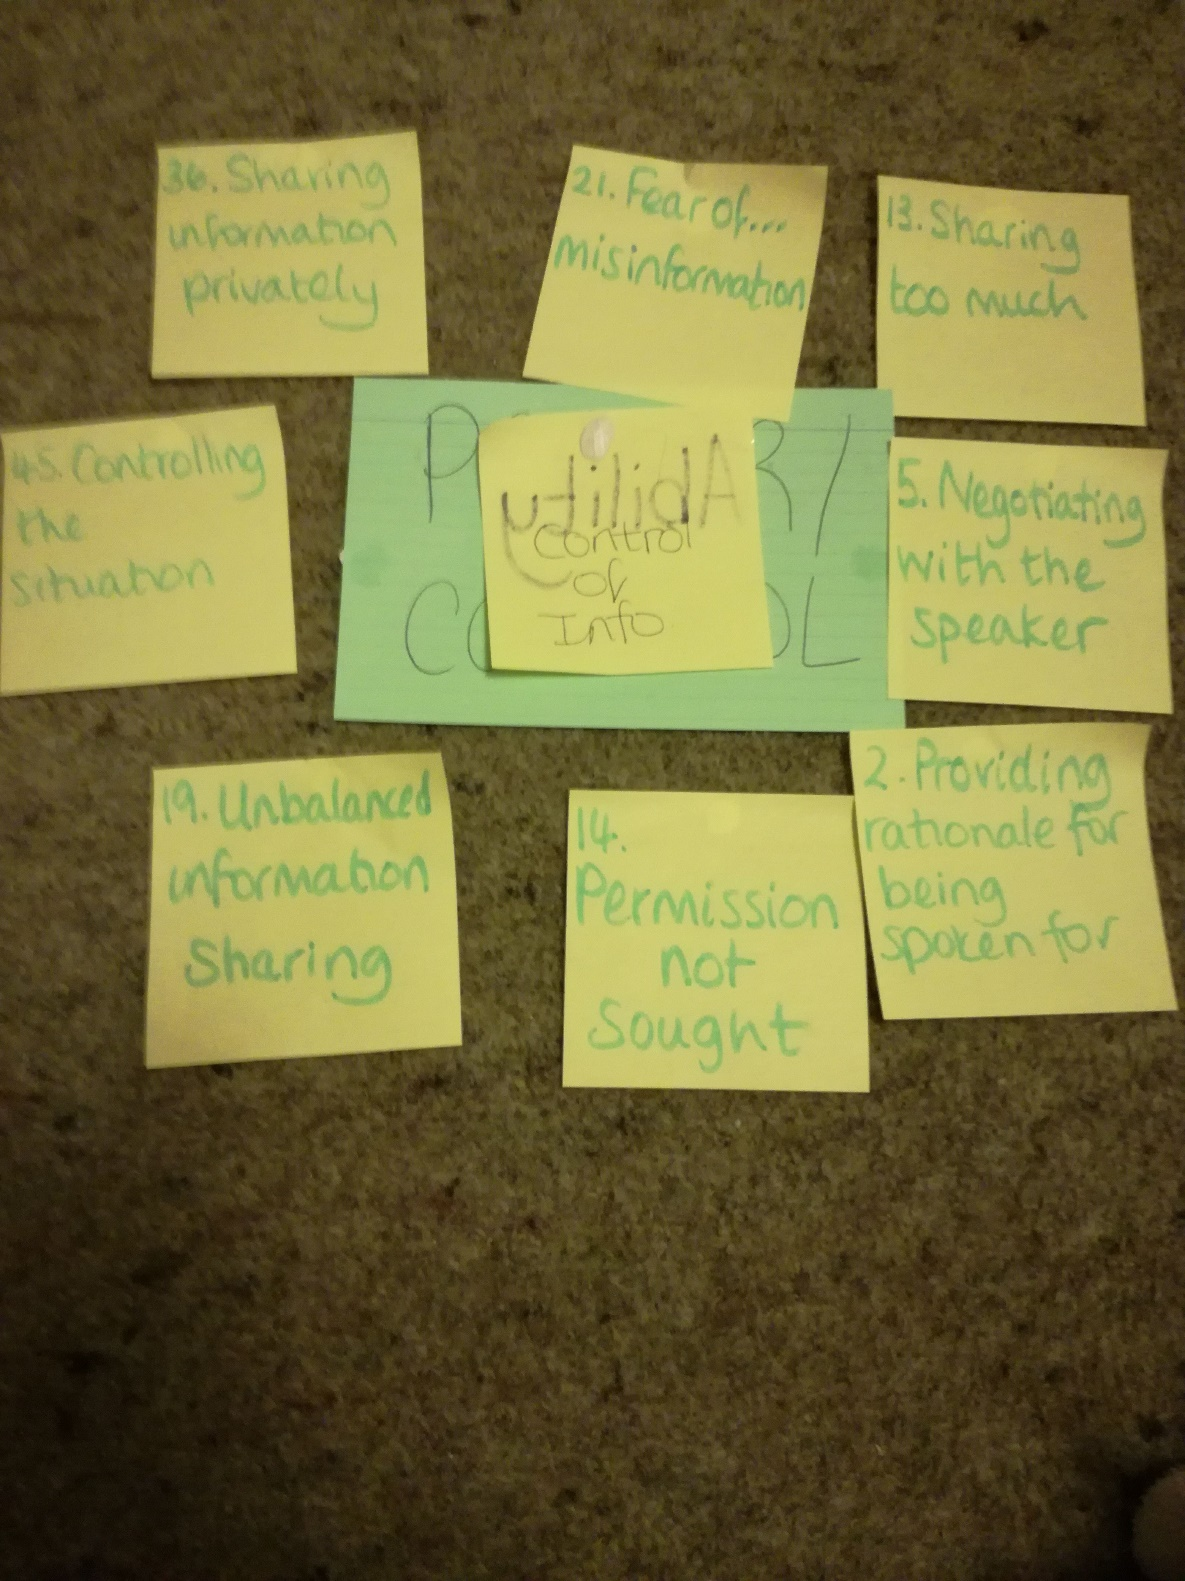 36. Sharing
information
privately
21. Fear of...
misinformation
13. Sharing
too much
45. Controlling
the
situation
Control
of
Info
5. Negotiating
with the
speaker
19. Unbalanced
information
Sharing
14.
Permission
not
Sought
2. Providing
rationale for
being
spoken for